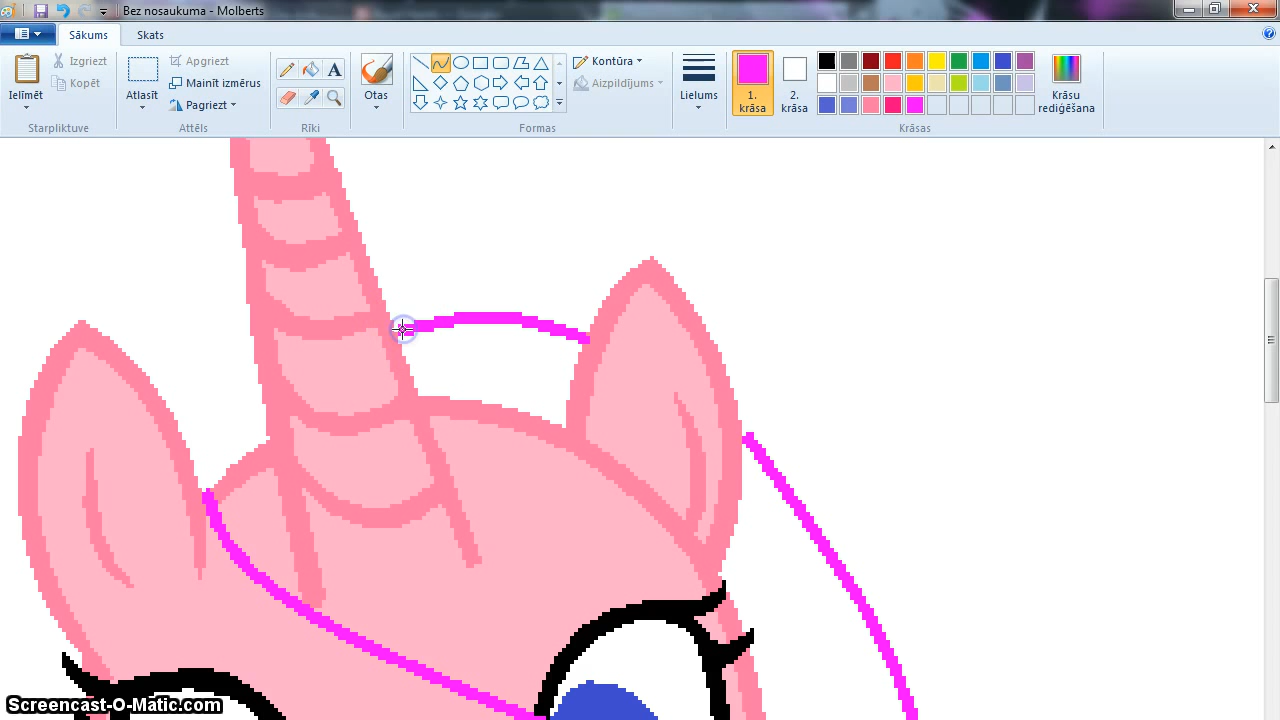 Bez nosaukuma - Molberts
Sākums
Skats
Ielīmēt
Izgriezt
Kopēt
Starpliktuve
Atlasīt
Apgriezt
Mainīt izmērus
Pagriezt
Attēls
A
Rīki
Otas
Kontūra
Aizpildījums
Formas
Lielums
1.
krāsa
2.
krāsa
Krāsu
rediģēšana
Krāsas
Screencast-O-Matic.com